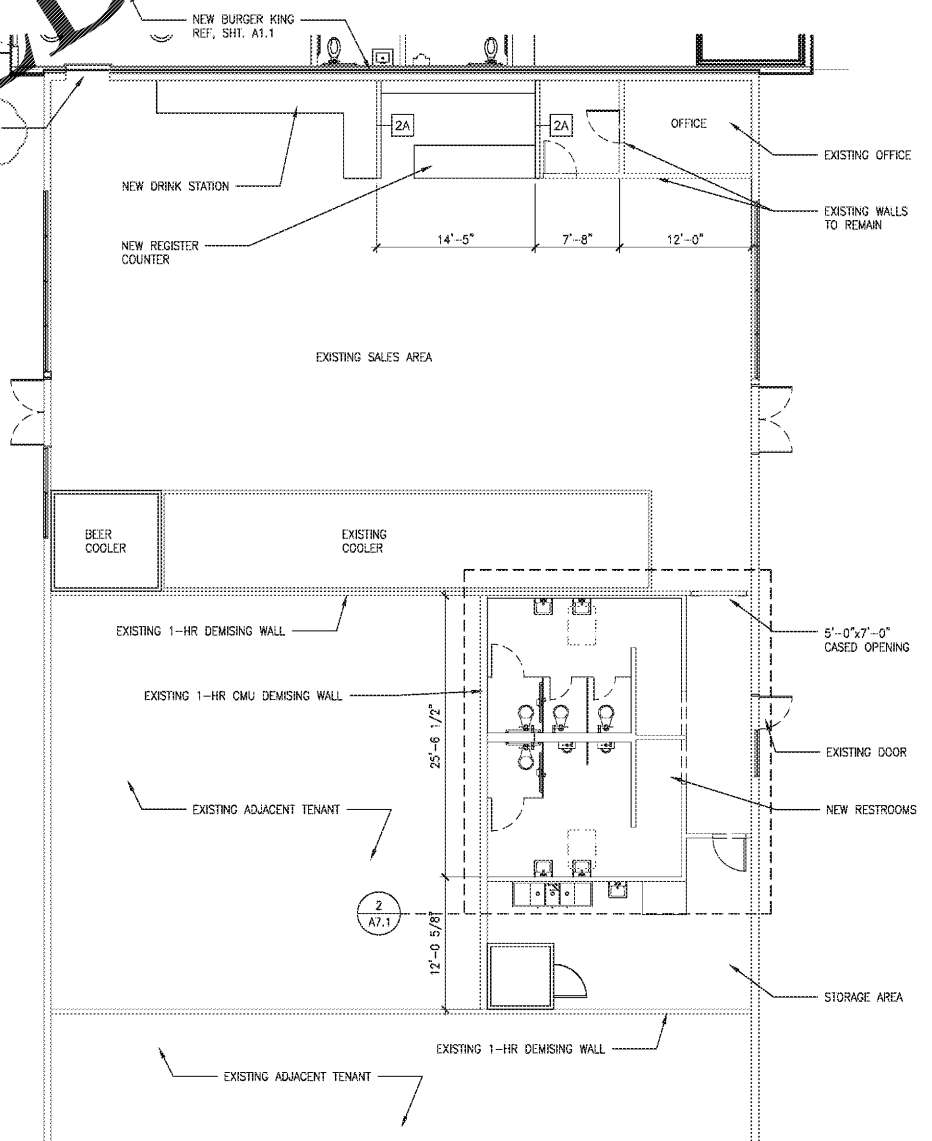 NEW BURGER KING
REF, SHT. A1.1
2A
2A
OFFICE
EXISTING OFFICE
NEW DRINK STATION
EXISTING WALLS
TO REMAIN
NEW REGISTER
COUNTER
14'-5"
7'-8"
12'-0"
EXISTING SALES AREA
BEER
COOLER
EXISTING
COOLER
EXISTING 1-HR DEMISING WALL
5'-0"x7'-0"
CASED OPENING
EXISTING 1-HR CMU DEMISING WALL
25'-6 1/2"
EXISTING DOOR
EXISTING ADJACENT TENANT
NEW RESTROOMS
2
A7.1
12'-0 5/8"
STORAGE AREA
EXISTING 1-HR DEMISING WALL
EXISTING ADJACENT TENANT